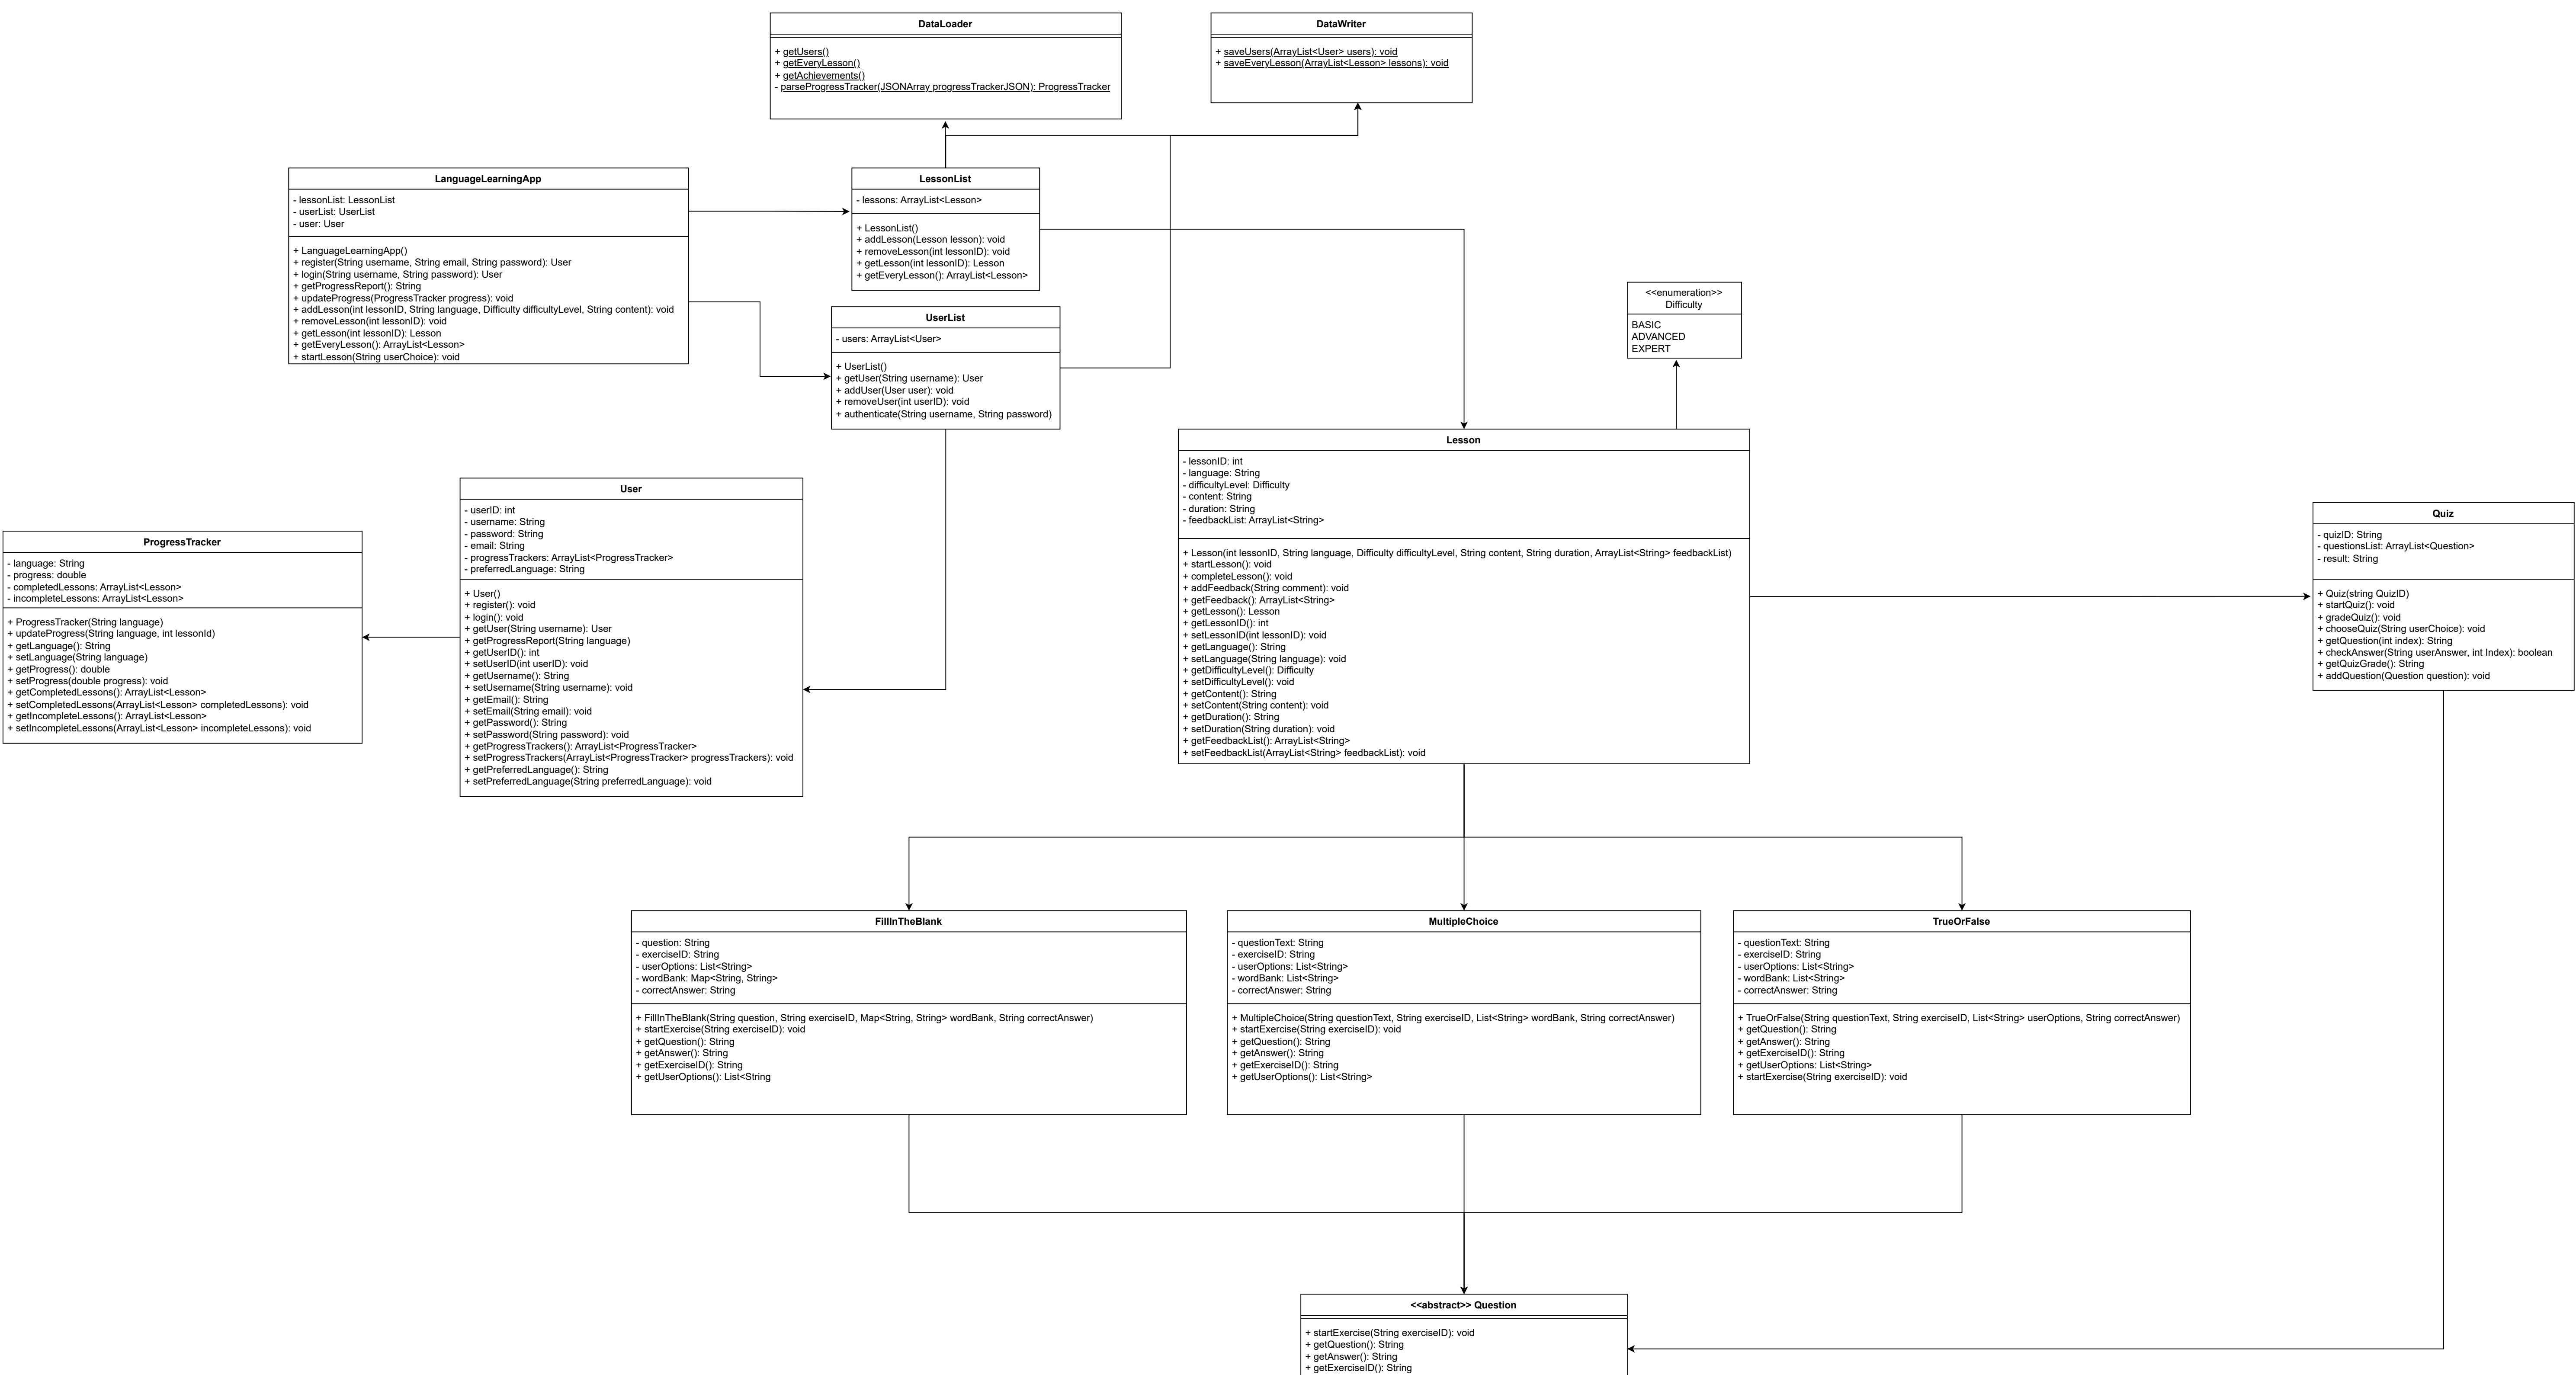 DataLoader
+ getUsers()
+ getEveryLesson()
+ getAchievements()
- parseProgressTracker(JSONArray progressTrackerJSON): ProgressTracker
DataWriter
+ saveUsers(ArrayList<User> users): void
+ saveEveryLesson(ArrayList<Lesson> lessons): void
LanguageLearningApp
- lessonList: LessonList
- userList: UserList
- user: User
+ LanguageLearningApp()
+ register(String username, String email, String password): User
+ login(String username, String password): User
+ getProgressReport(): String
+ updateProgress(ProgressTracker progress): void
+ addLesson(int lessonID, String language, Difficulty difficultyLevel, String content): void
+ removeLesson(int lessonID): void
+ getLesson(int lessonID): Lesson
+ getEveryLesson(): ArrayList<Lesson>
+ startLesson(String userChoice): void
LessonList
- lessons: ArrayList<Lesson>
+ LessonList()
+ addLesson(Lesson lesson): void
+ removeLesson(int lessonID): void
+ getLesson(int lessonID): Lesson
+ getEveryLesson(): ArrayList<Lesson>
UserList
- users: ArrayList<User>
+ UserList()
+ getUser(String username): User
+ addUser(User user): void
+ removeUser(int userID): void
+ authenticate(String username, String password)
<<enumeration>>
Difficulty
BASIC
ADVANCED
EXPERT
ProgressTracker
- language: String
- progress: double
- completedLessons: ArrayList<Lesson>
- incompleteLessons: ArrayList<Lesson>
+ ProgressTracker(String language)
+ updateProgress(String language, int lessonId)
+ getLanguage(): String
+ setLanguage(String language)
+ getProgress(): double
+ setProgress(double progress): void
+ getCompletedLessons(): ArrayList<Lesson>
+ setCompletedLessons(ArrayList<Lesson> completedLessons): void
+ getIncompleteLessons(): ArrayList<Lesson>
+ setIncompleteLessons(ArrayList<Lesson> incompleteLessons): void
User
- userID: int
- username: String
- password: String
- email: String
- progressTrackers: ArrayList<ProgressTracker>
- preferredLanguage: String
+ User()
+ register(): void
+ login(): void
+ getUser(String username): User
+ getProgressReport(String language)
+ getUserID(): int
+ setUserID(int userID): void
+ getUsername(): String
+ setUsername(String username): void
+ getEmail(): String
+ setEmail(String email): void
+ getPassword(): String
+ setPassword(String password): void
+ getProgressTrackers(): ArrayList<ProgressTracker>
+ setProgressTrackers(ArrayList<ProgressTracker> progressTrackers): void
+ getPreferredLanguage(): String
+ setPreferredLanguage(String preferredLanguage): void
Lesson
- lessonID: int
- language: String
- difficultyLevel: Difficulty
- content: String
- duration: String
- feedbackList: ArrayList<String>
+ Lesson(int lessonID, String language, Difficulty difficultyLevel, String content, String duration, ArrayList<String> feedbackList)
+ startLesson(): void
+ completeLesson(): void
+ addFeedback(String comment): void
+ getFeedback(): ArrayList<String>
+ getLesson(): Lesson
+ getLessonID(): int
+ setLessonID(int lessonID): void
+ getLanguage(): String
+ setLanguage(String language): void
+ getDifficultyLevel(): Difficulty
+ setDifficultyLevel(): void
+ getContent(): String
+ setContent(String content): void
+ getDuration(): String
+ setDuration(String duration): void
+ getFeedbackList(): ArrayList<String>
+ setFeedbackList(ArrayList<String> feedbackList): void
Quiz
- quizID: String
- questionsList: ArrayList<Question>
- result: String
+ Quiz(string QuizID)
+ startQuiz(): void
+ gradeQuiz(): void
+ chooseQuiz(String userChoice): void
+ getQuestion(int index): String
+ checkAnswer(String userAnswer, int Index): boolean
+ getQuizGrade(): String
+ addQuestion(Question question): void
FillInTheBlank
- question: String
- exerciseID: String
- userOptions: List<String>
- wordBank: Map<String, String>
- correctAnswer: String
+ FillInTheBlank(String question, String exerciseID, Map<String, String> wordBank, String correctAnswer)
+ startExercise(String exerciseID): void
+ getQuestion(): String
+ getAnswer(): String
+ getExerciseID(): String
+ getUserOptions(): List<String
MultipleChoice
- questionText: String
- exerciseID: String
- userOptions: List<String>
- wordBank: List<String>
- correctAnswer: String
+ MultipleChoice(String questionText, String exerciseID, List<String> wordBank, String correctAnswer)
+ startExercise(String exerciseID): void
+ getQuestion(): String
+ getAnswer(): String
+ getExerciseID(): String
+ getUserOptions(): List<String>
TrueOrFalse
- questionText: String
- exerciseID: String
- userOptions: List<String>
- wordBank: List<String>
- correctAnswer: String
+ TrueOrFalse(String questionText, String exerciseID, List<String> userOptions, String correctAnswer)
+ getQuestion(): String
+ getAnswer(): String
+ getExerciseID(): String
+ getUserOptions: List<String>
+ startExercise(String exerciseID): void
<<abstract>> Question
+ startExercise(String exerciseID): void
+ getQuestion(): String
+ getAnswer(): String
+ getExerciseID(): String